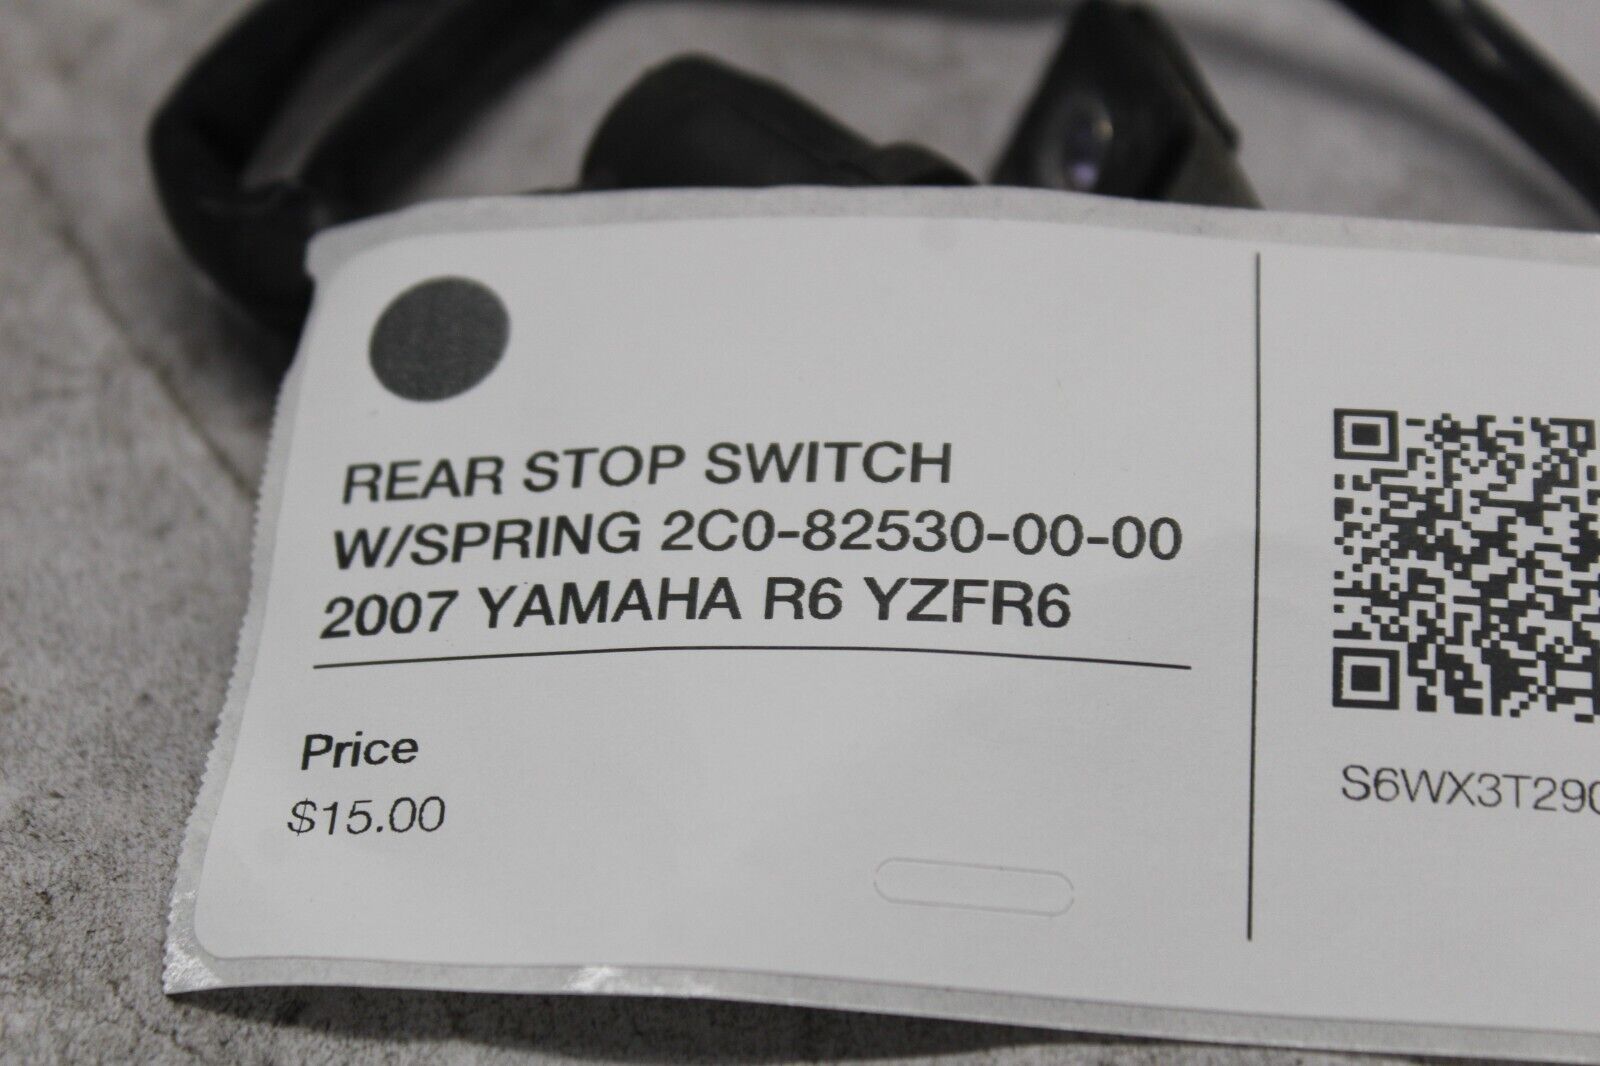 REAR STOP SWITCH
W/SPRING 2C0-82530-00-00
2007 YAMAHA R6 YZFR6
Price
$15.00
S6WX3T290